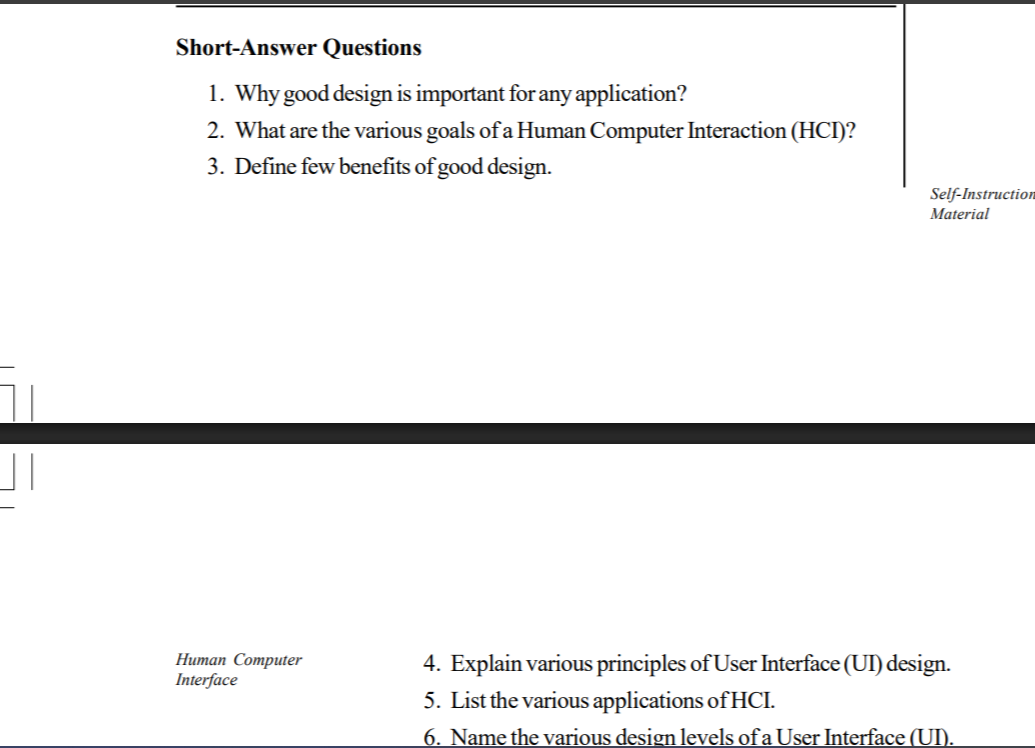 Short-Answer Questions
1. Why good design is important for any application?
2. What are the various goals of a Human Computer Interaction (HCI)?
3. Define few benefits of good design.
Self-Instruction
Material
Human Computer
Interface
4. Explain various principles of User Interface (UI) design.
5. List the various applications of HCI.
6. Name the various design levels of a User Interface (UI).